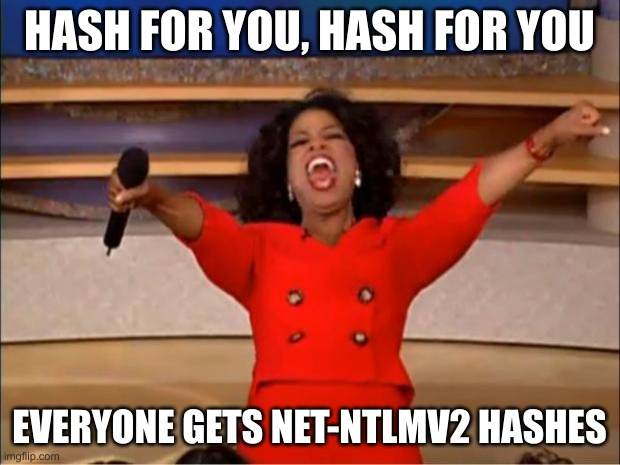 HASH FOR YOU, HASH FOR YOU
EVERYONE GETS NET-NTLMV2 HASHES
imgflip.com